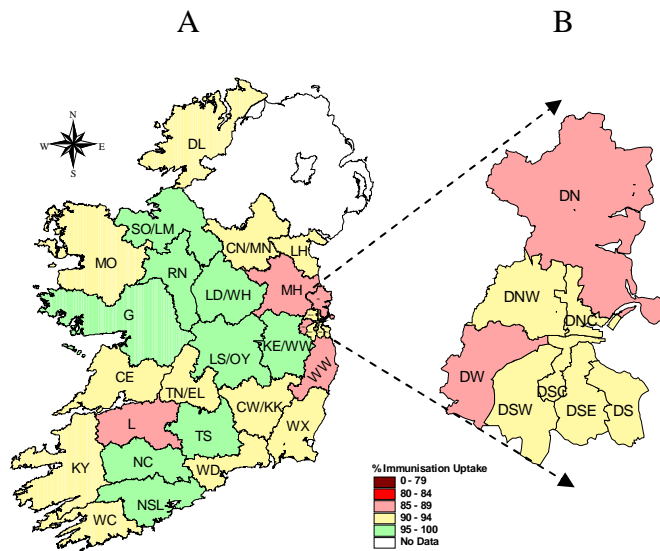 A
B
N
W E
S
DL
SO/LM
CN/MN
LH
MO
RN
LD/WH
MH
G
LS/OY
KE/WW
WW
CE
TN/EL
CW/KK
L
TS
WX
KY
NC
WD
NSL
WC
DN
DNW
DNC
DW
DSC
DSW
DSE
DS
% Immunisation Uptake
0 - 79
80 - 84
85 - 89
90 - 94
95 - 100
No Data